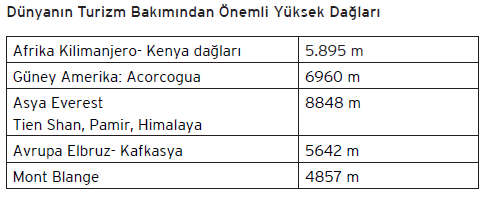 Dünyanın Turizm Bakımından Önemli Yüksek Dağları
Afrika Kilimanjero- Kenya dağları 5.895 m
Güney Amerika: Acorcogua 6960 m
Asya Everest 8848 m
Tien Shan, Pamir, Himalaya
Avrupa Elbruz- Kafkasya 5642 m
Mont Blange 4857 m